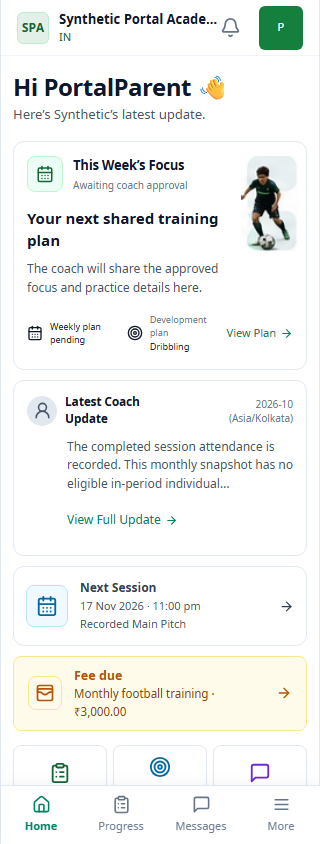 SPA
Synthetic Portal Acade...
IN
P
Hi PortalParent 👋
Here's Synthetic's latest update.
This Week's Focus
Awaiting coach approval
Your next shared training
plan
The coach will share the approved
focus and practice details here.
Weekly plan
pending
Development
plan
Dribbling
View Plan →
Latest Coach
Update
2026-10
(Asia/Kolkata)
The completed session attendance is
recorded. This monthly snapshot has no
eligible in-period individual...
View Full Update →
Next Session
17 Nov 2026 · 11:00 pm
Recorded Main Pitch
Fee due
Monthly football training ·
₹3,000.00
Home
Progress
Messages
More